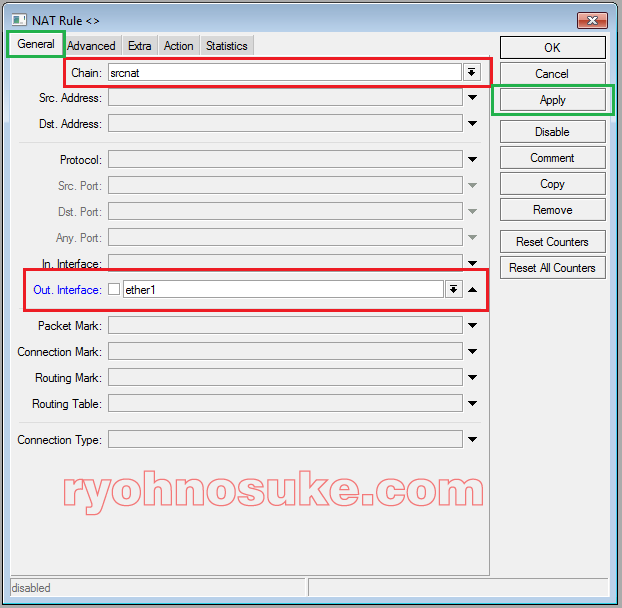 NAT Rule <>
General Advanced Extra Action Statistics
OK
Chain: srcnat
Cancel
Src. Address:
Apply
Dst. Address:
Disable
Protocol:
Comment
Src. Port:
Copy
Dst. Port:
Remove
Any. Port:
Reset Counters
In. Interface:
Reset All Counters
Out. Interface: ether1
Packet Mark:
Connection Mark:
Routing Mark:
Routing Table:
Connection Type:
ryohnosuke.com
disabled